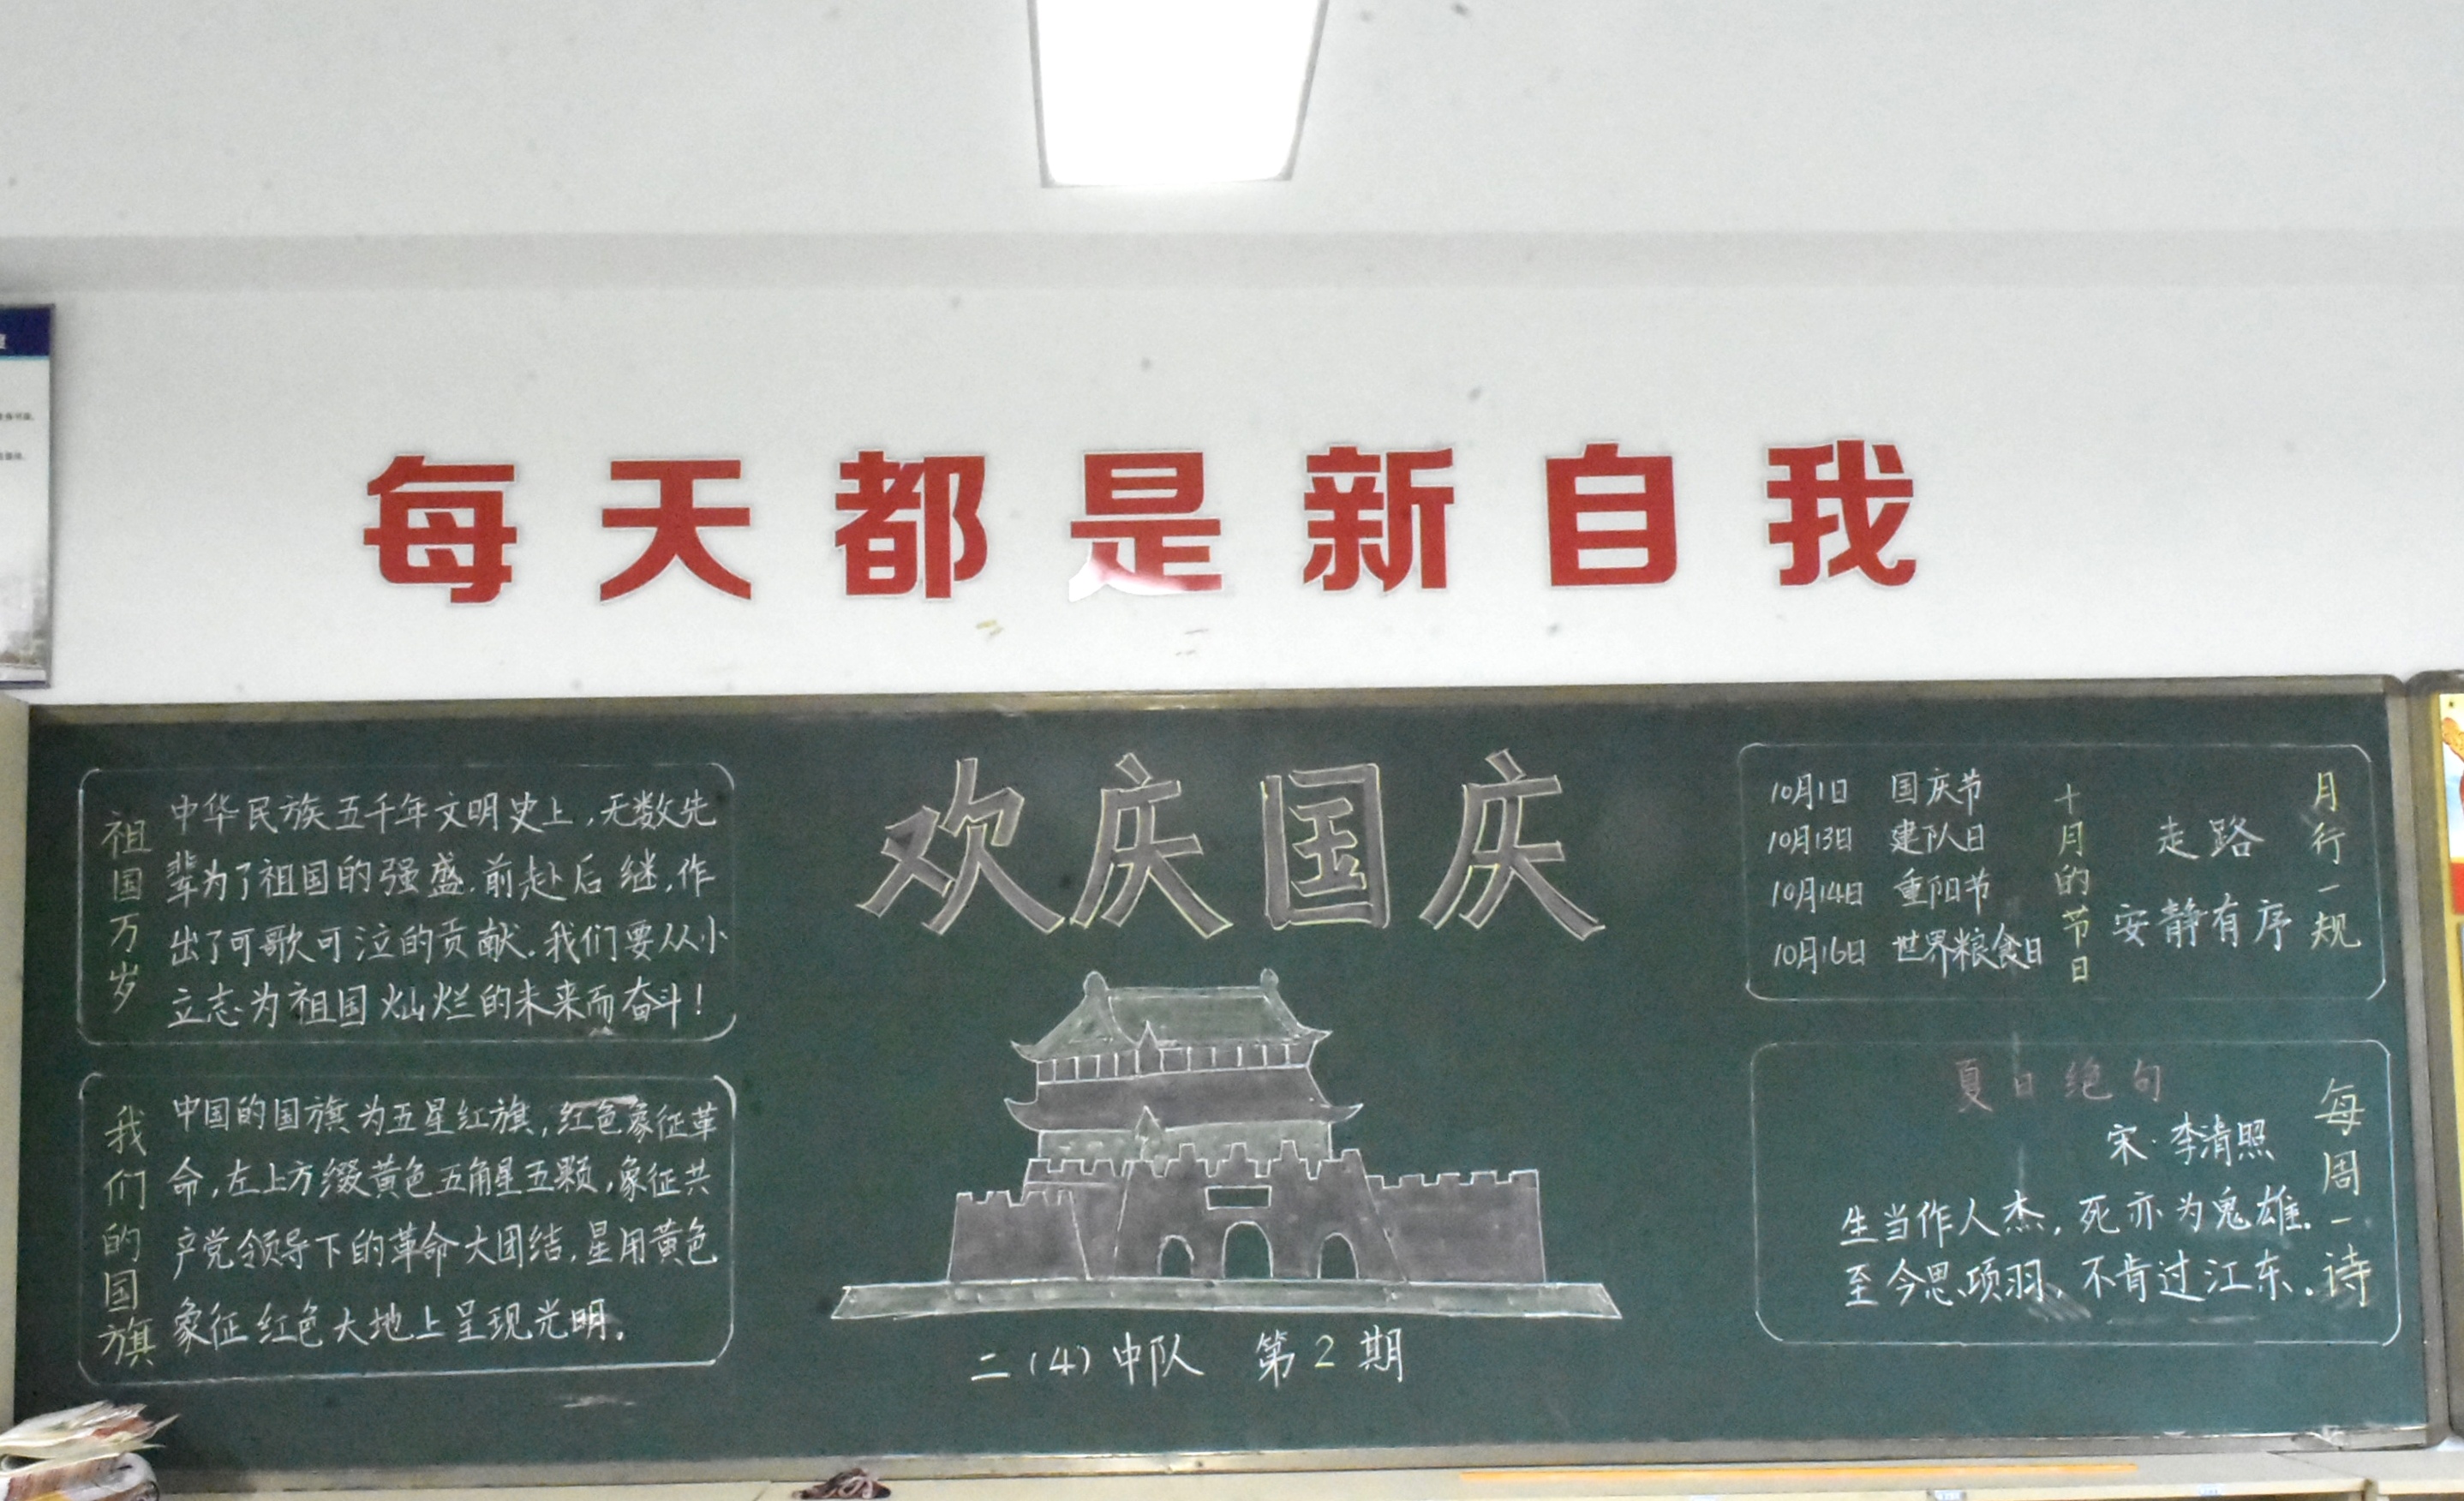 每天都是新自我
欢庆国庆
祖国万岁
中华民族五千年文明史上,无数先
辈为了祖国的强盛,前赴后继,作
出了可歌可泣的贡献。我们要从小
立志为祖国灿烂的未来而奋斗!
我们的国旗
中国的国旗为五星红旗,红色象征革
命,左上方缀黄色五角星五颗,象征共
产党领导下的革命大团结,星用黄色
象征红色大地上呈现光明。
二(4)中队 第2期
10月1日 国庆节
10月13日 建队日
10月14日 重阳节
10月16日 世界粮食日
十月的节日
走路
安静有序
月行一规
夏日绝句
宋·李清照
生当作人杰,死亦为鬼雄.
至今思项羽,不肯过江东.
每周一诗